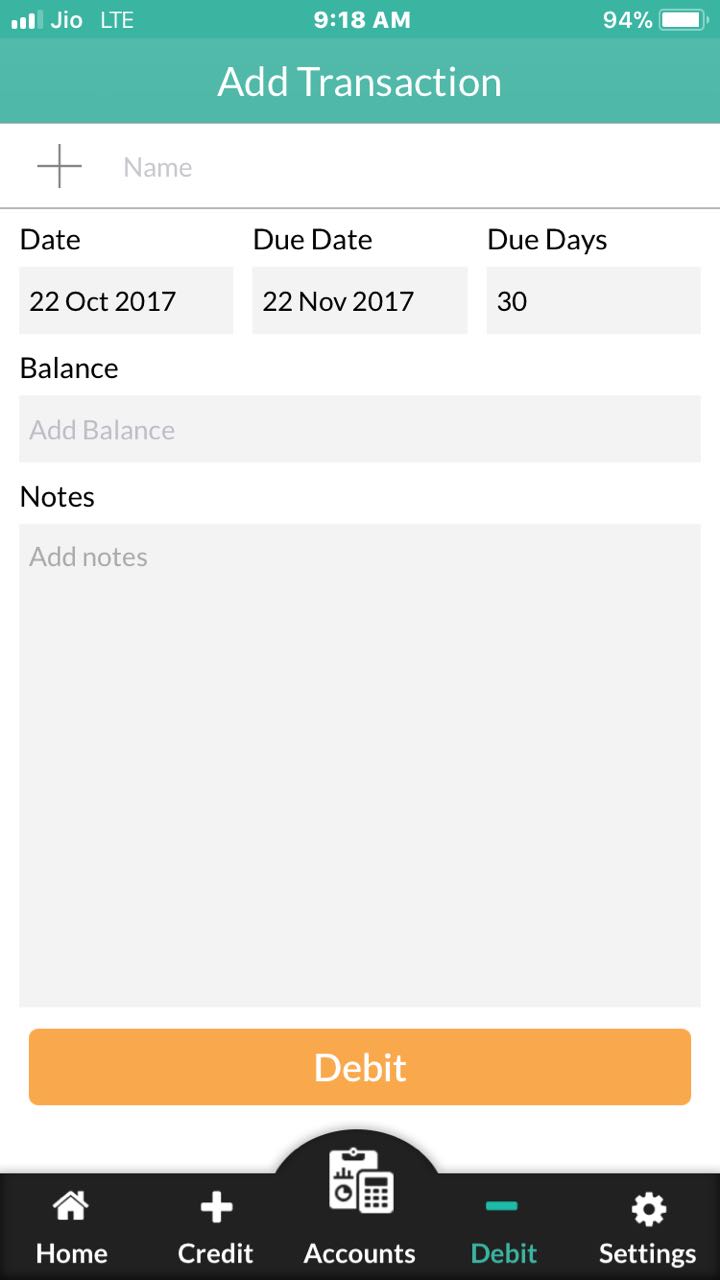 Jio LTE 9:18 AM 94%
Add Transaction
Name
Date Due Date Due Days
22 Oct 2017 22 Nov 2017 30
Balance
Add Balance
Notes
Add notes
Debit
Home Credit Accounts Debit Settings